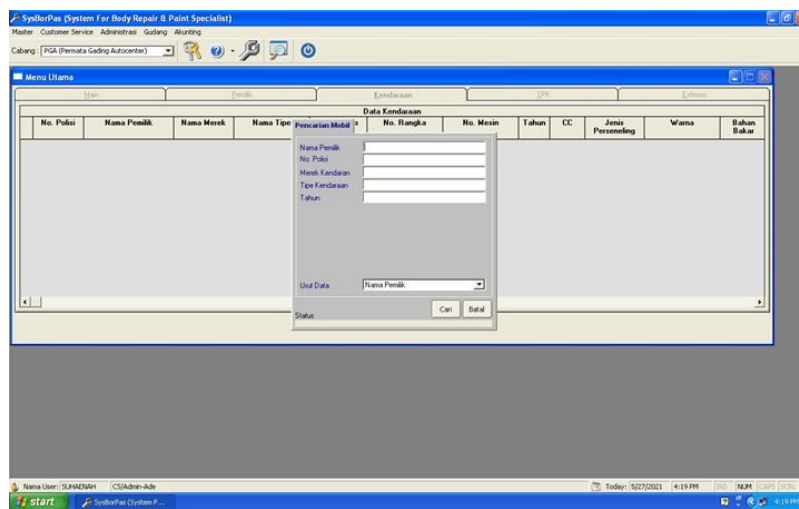 SysBorPas (System For Body Repair & Paint Specialist)
Master Customer Service Administrasi Gudang Akunting
Cabang : PGA (Permata Gading Autocenter)
Menu Utama
Main Pemilik Kendaraan SPK Estimasi
Data Kendaraan
No. Polisi Nama Pemilik Nama Merek Nama Tipe s No. Rangka No. Mesin Tahun CC Jenis Perseneling Warna Bahan Bakar
Pencarian Mobil
Nama Pemilik
No. Polisi
Merek Kendaran
Tipe Kendaraan
Tahun
Urut Data Nama Pemilik
Cari Batal
Status
Nama User: SUHAENAH CS/Admin-Ade Today: 5/27/2021 4:19 PM INS NUM CAPS SCRL
start SysBorPas (System F... 4:19 PM